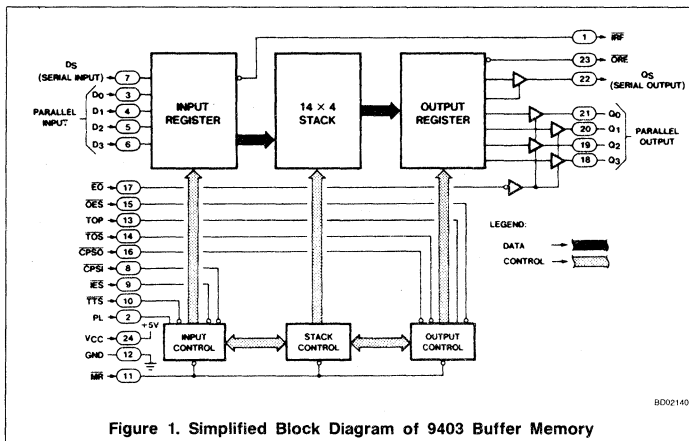 1
IRF
23
ORE
DS
(SERIAL INPUT)
7
22
QS
(SERIAL OUTPUT)
PARALLEL
INPUT
D0
3
D1
4
D2
5
D3
6
INPUT
REGISTER
14 × 4
STACK
OUTPUT
REGISTER
21
Q0
20
Q1
19
Q2
18
Q3
PARALLEL
OUTPUT
EO
17
OES
15
TOP
13
TOS
14
CPSO
16
CPSI
8
IES
9
TTS
10
PL
2
+5V
VCC
24
GND
12
MR
11
LEGEND:
DATA
CONTROL
INPUT
CONTROL
STACK
CONTROL
OUTPUT
CONTROL
BD02140
Figure 1. Simplified Block Diagram of 9403 Buffer Memory